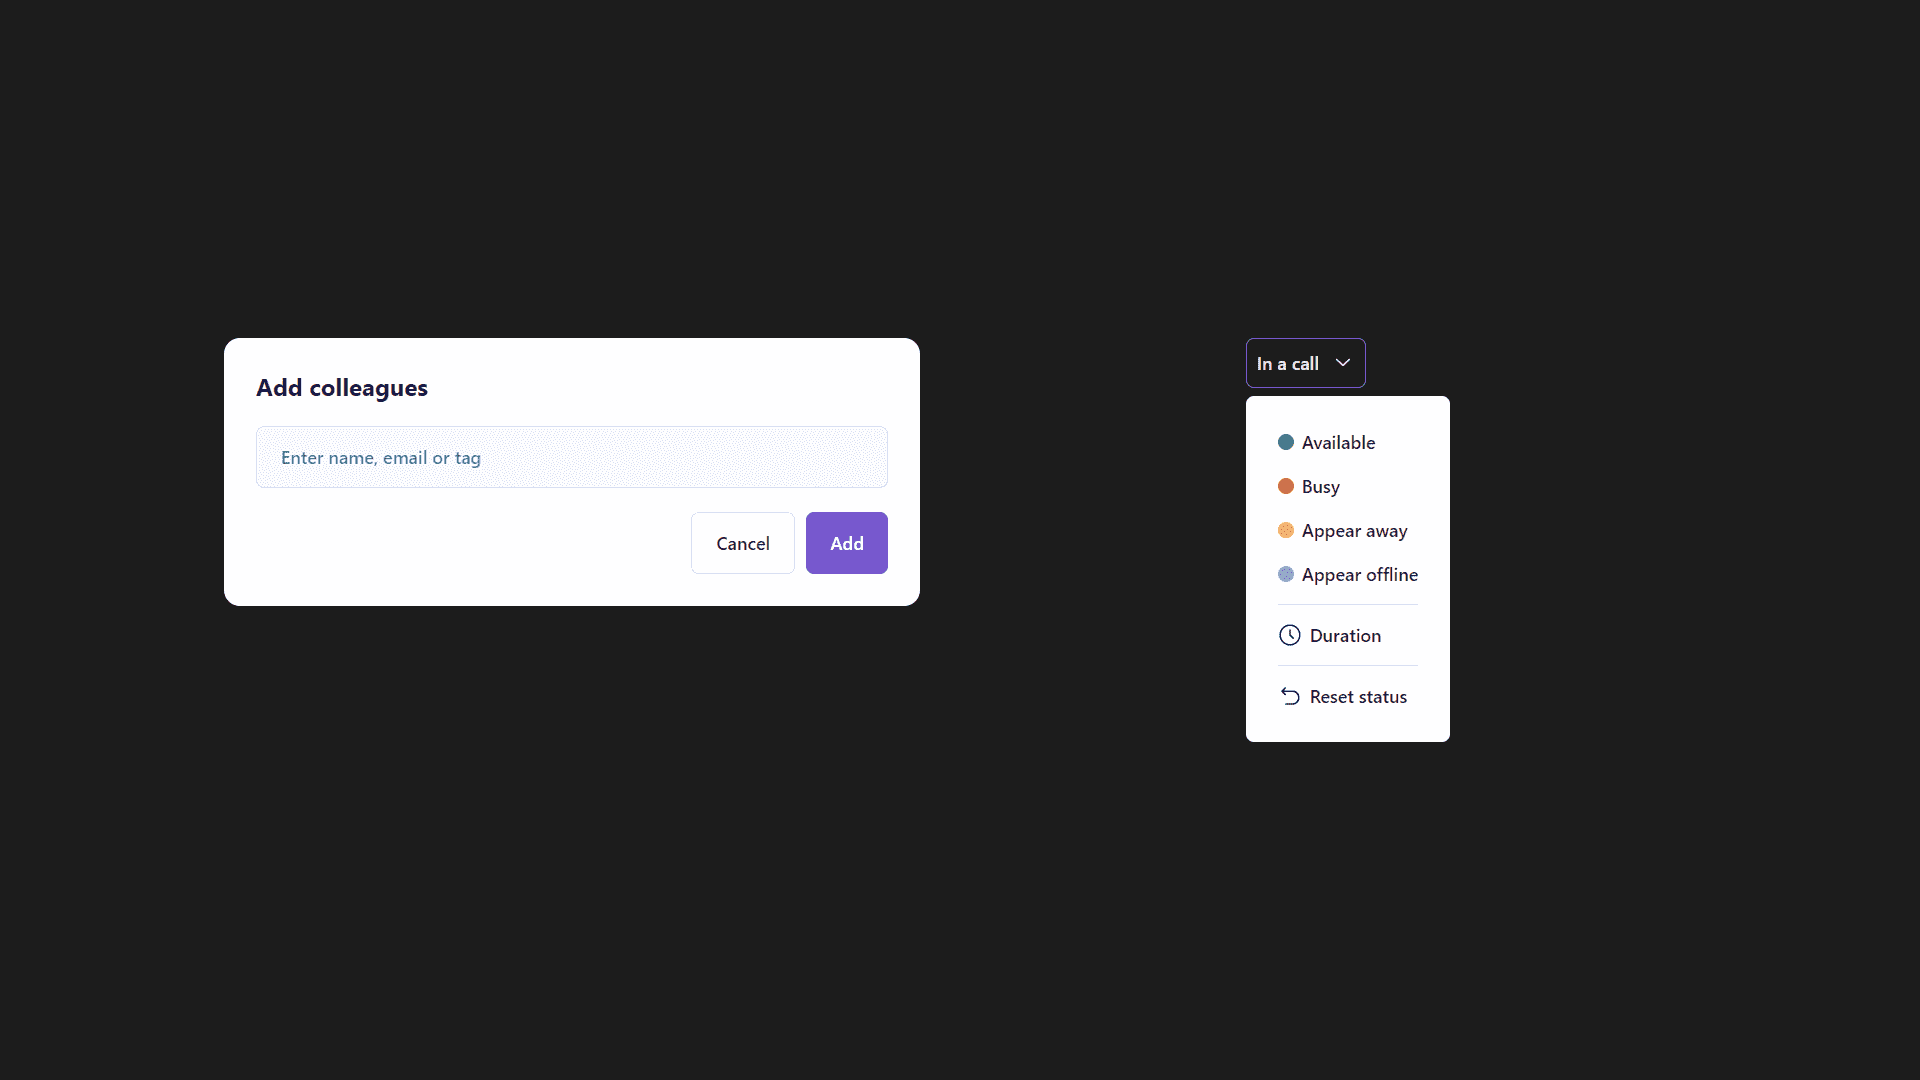 Add colleagues
Enter name, email or tag
Cancel
Add
In a call
Available
Busy
Appear away
Appear offline
Duration
Reset status